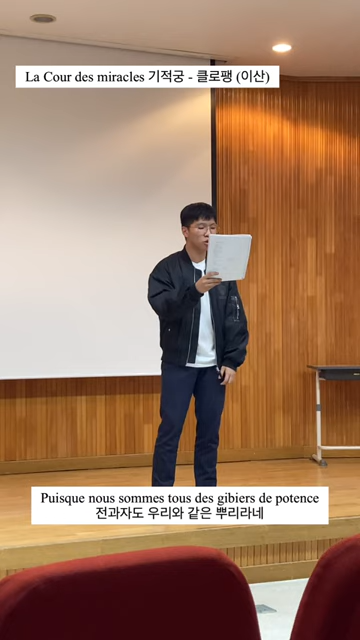 La Cour des miracles 기적궁 - 클로팽 (이산)
Puisque nous sommes tous des gibiers de potence
전과자도 우리와 같은 뿌리라네